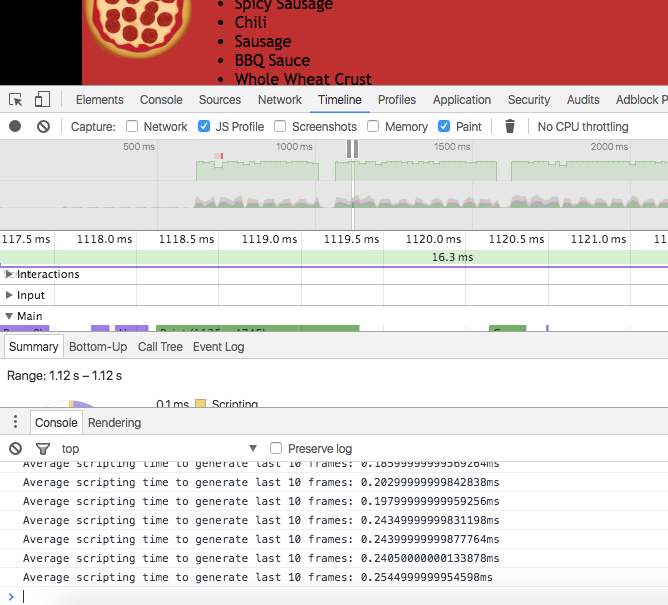 Spicy Sausage
Chili
Sausage
BBQ Sauce
Whole Wheat Crust
Elements Console Sources Network Timeline Profiles Application Security Audits Adblock P
Capture: Network JS Profile Screenshots Memory Paint No CPU throttling
500 ms 1000 ms 1500 ms 2000 ms
1117.5 ms 1118.0 ms 1118.5 ms 1119.0 ms 1119.5 ms 1120.0 ms 1120.5 ms 1121.0 ms 11
16.3 ms
Interactions
Input
Main
Summary Bottom-Up Call Tree Event Log
Range: 1.12 s – 1.12 s
0.1 ms Scripting
Console Rendering
top Preserve log
Average scripting time to generate last 10 frames: 0.18599999999569264ms
Average scripting time to generate last 10 frames: 0.20299999999842838ms
Average scripting time to generate last 10 frames: 0.19799999999959256ms
Average scripting time to generate last 10 frames: 0.24349999999831198ms
Average scripting time to generate last 10 frames: 0.24399999999877764ms
Average scripting time to generate last 10 frames: 0.24050000000133878ms
Average scripting time to generate last 10 frames: 0.2544999999954598ms